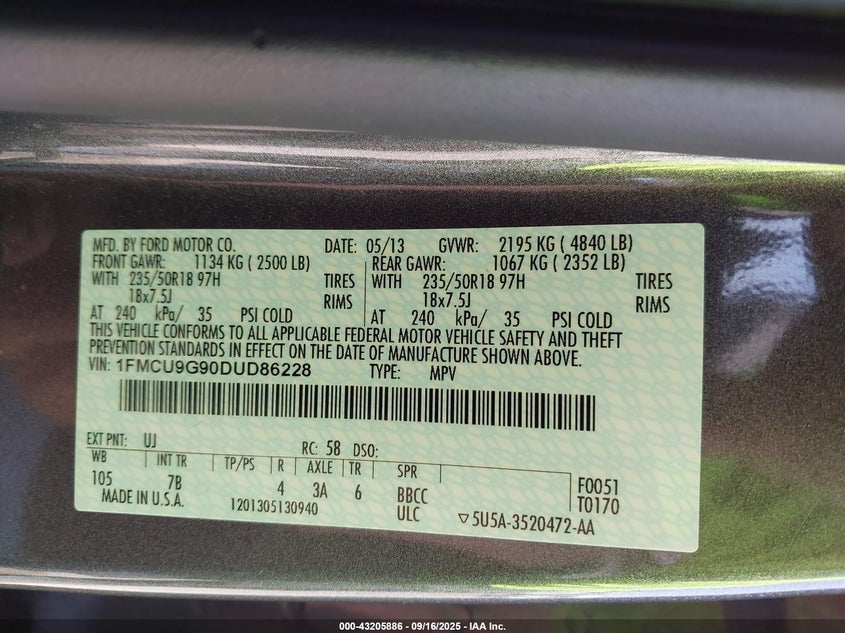 MFD. BY FORD MOTOR CO. DATE: 05/13 GVWR: 2195 KG ( 4840 LB)
FRONT GAWR: 1134 KG ( 2500 LB) REAR GAWR: 1067 KG ( 2352 LB)
WITH 235/50R18 97H TIRES WITH 235/50R18 97H TIRES
18x7.5J RIMS 18x7.5J RIMS
AT 240 kPa/ 35 PSI COLD AT 240 kPa/ 35 PSI COLD
THIS VEHICLE CONFORMS TO ALL APPLICABLE FEDERAL MOTOR VEHICLE SAFETY AND THEFT
PREVENTION STANDARDS IN EFFECT ON THE DATE OF MANUFACTURE SHOWN ABOVE.
VIN: 1FMCU9G90DUD86228 TYPE: MPV
EXT PNT: UJ RC: 58 DSO:
WB INT TR TP/PS R AXLE TR SPR
105 7B 4 3A 6 BBCC F0051
MADE IN U.S.A. 1201305130940 ULC T0170
▽5U5A-3520472-AA
000-43205886 - 09/16/2025 - IAA Inc.